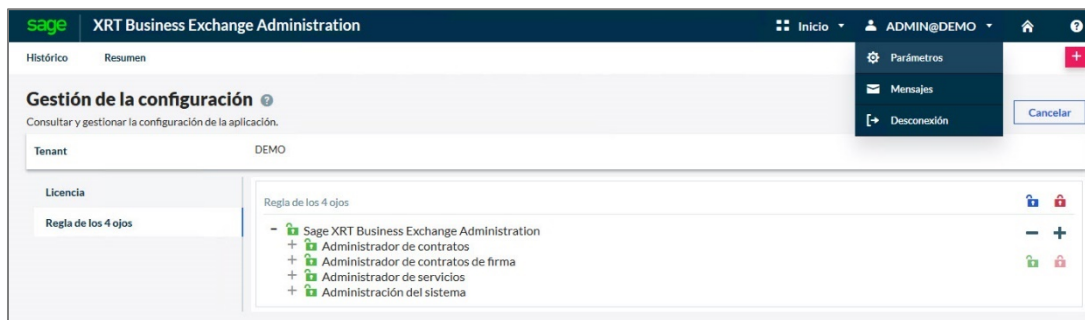 sage XRT Business Exchange Administration Inicio ADMIN@DEMO
Histórico Resumen Parámetros
Mensajes
Desconexión
Gestión de la configuración
Consultar y gestionar la configuración de la aplicación.
Cancelar
Tenant DEMO
Licencia
Regla de los 4 ojos
Regla de los 4 ojos
Sage XRT Business Exchange Administration
Administrador de contratos
Administrador de contratos de firma
Administrador de servicios
Administración del sistema